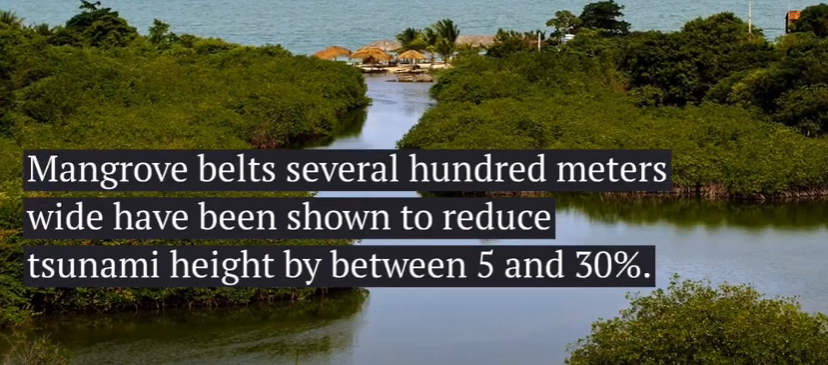 Mangrove belts several hundred meters
wide have been shown to reduce
tsunami height by between 5 and 30%.